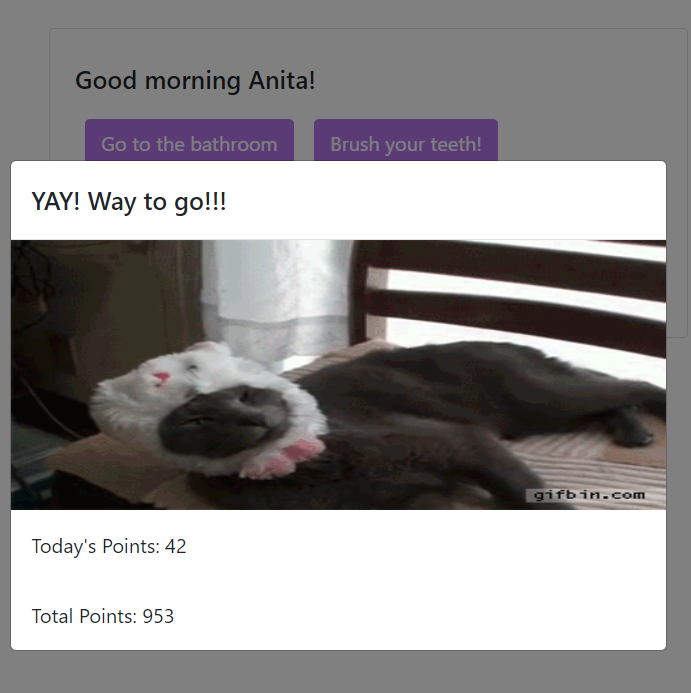 Good morning Anita!
Go to the bathroom
Brush your teeth!
YAY! Way to go!!!
gifbin.com
Today's Points: 42
Total Points: 953